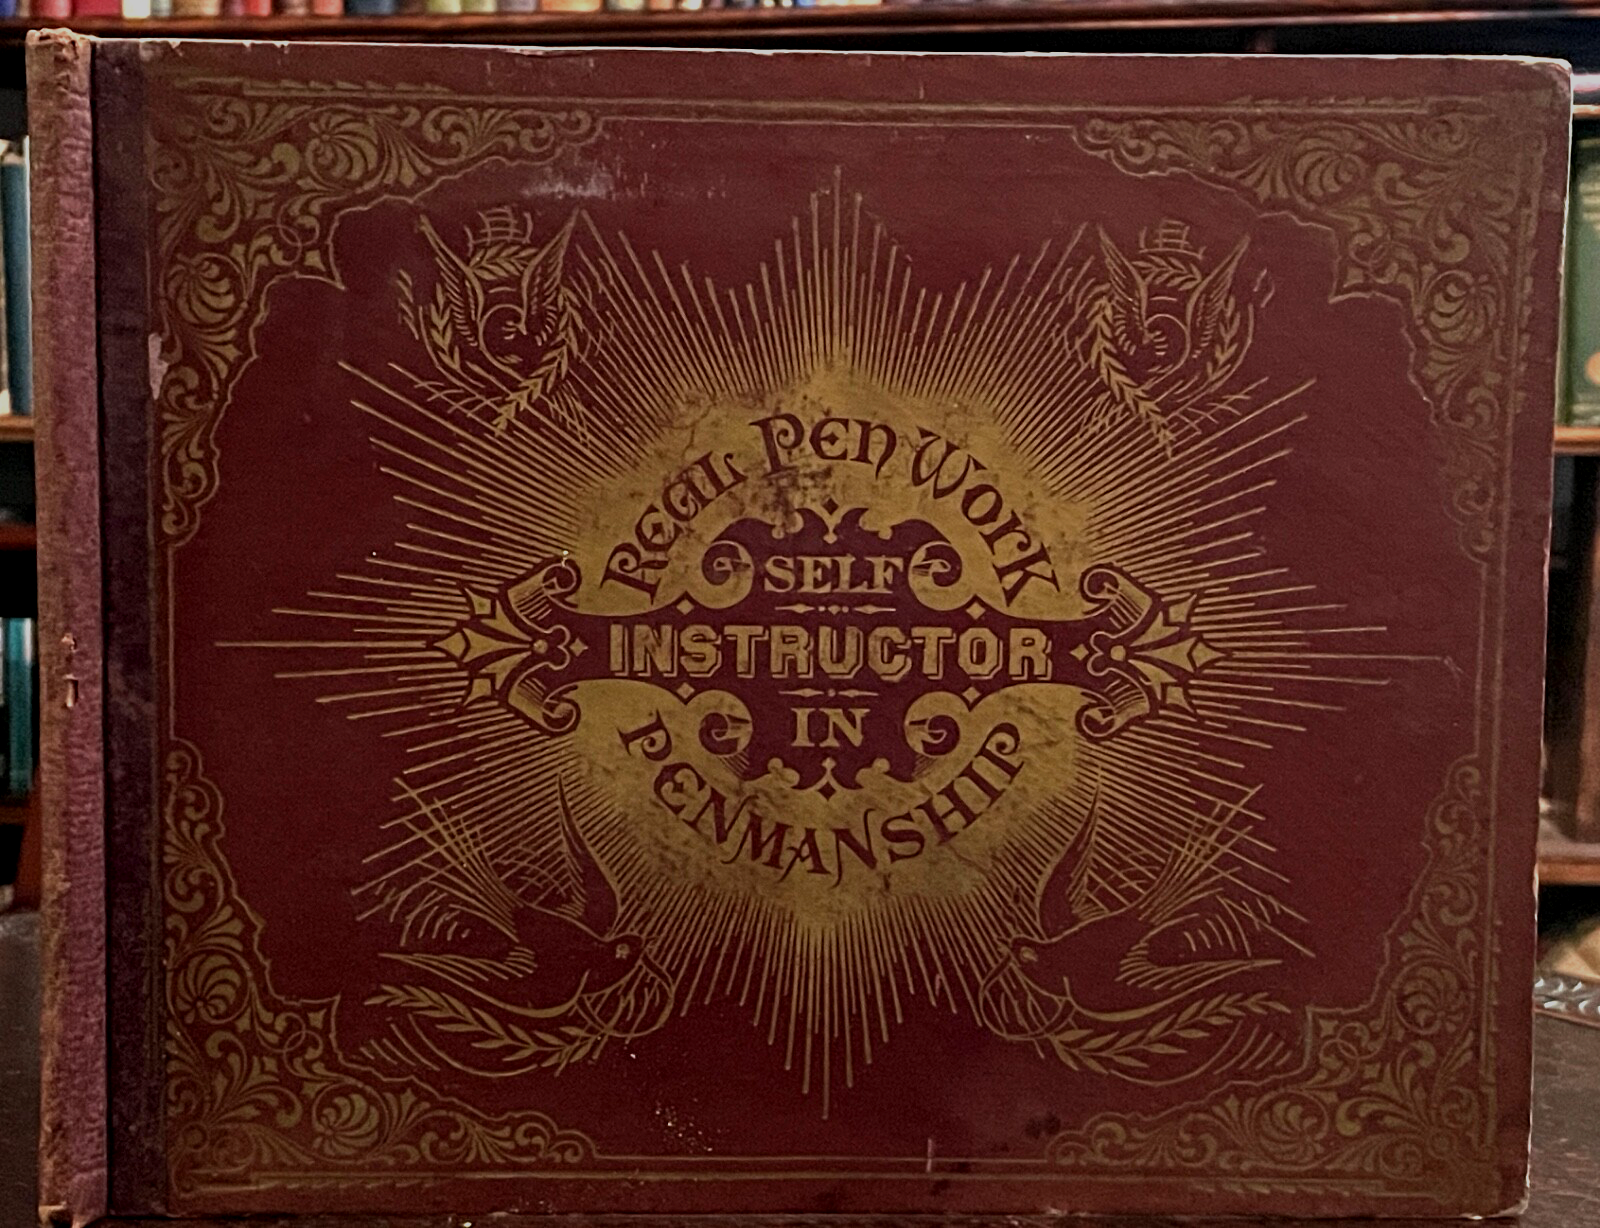 Real Pen Work
SELF
INSTRUCTOR
IN
PENMANSHIP